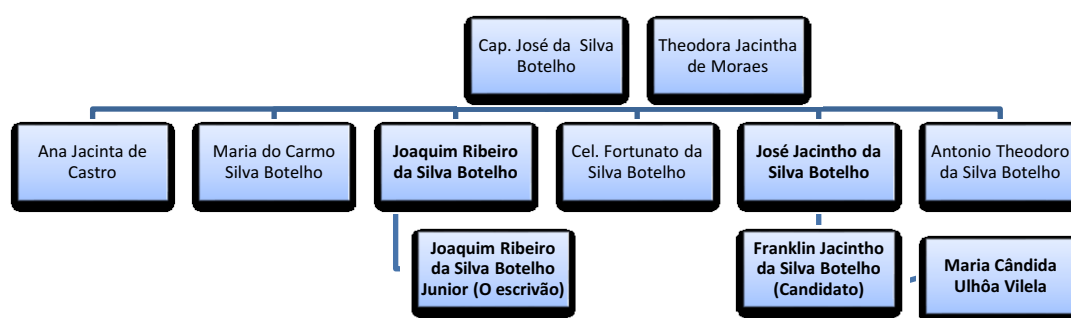 Cap. José da Silva
Botelho
Theodora Jacintha
de Moraes
Ana Jacinta de
Castro
Maria do Carmo
Silva Botelho
Joaquim Ribeiro
da Silva Botelho
Cel. Fortunato da
Silva Botelho
José Jacintho da
Silva Botelho
Antonio Theodoro
da Silva Botelho
Joaquim Ribeiro
da Silva Botelho
Junior (O escrivão)
Franklin Jacintho
da Silva Botelho
(Candidato)
Maria Cândida
Ulhôa Vilela